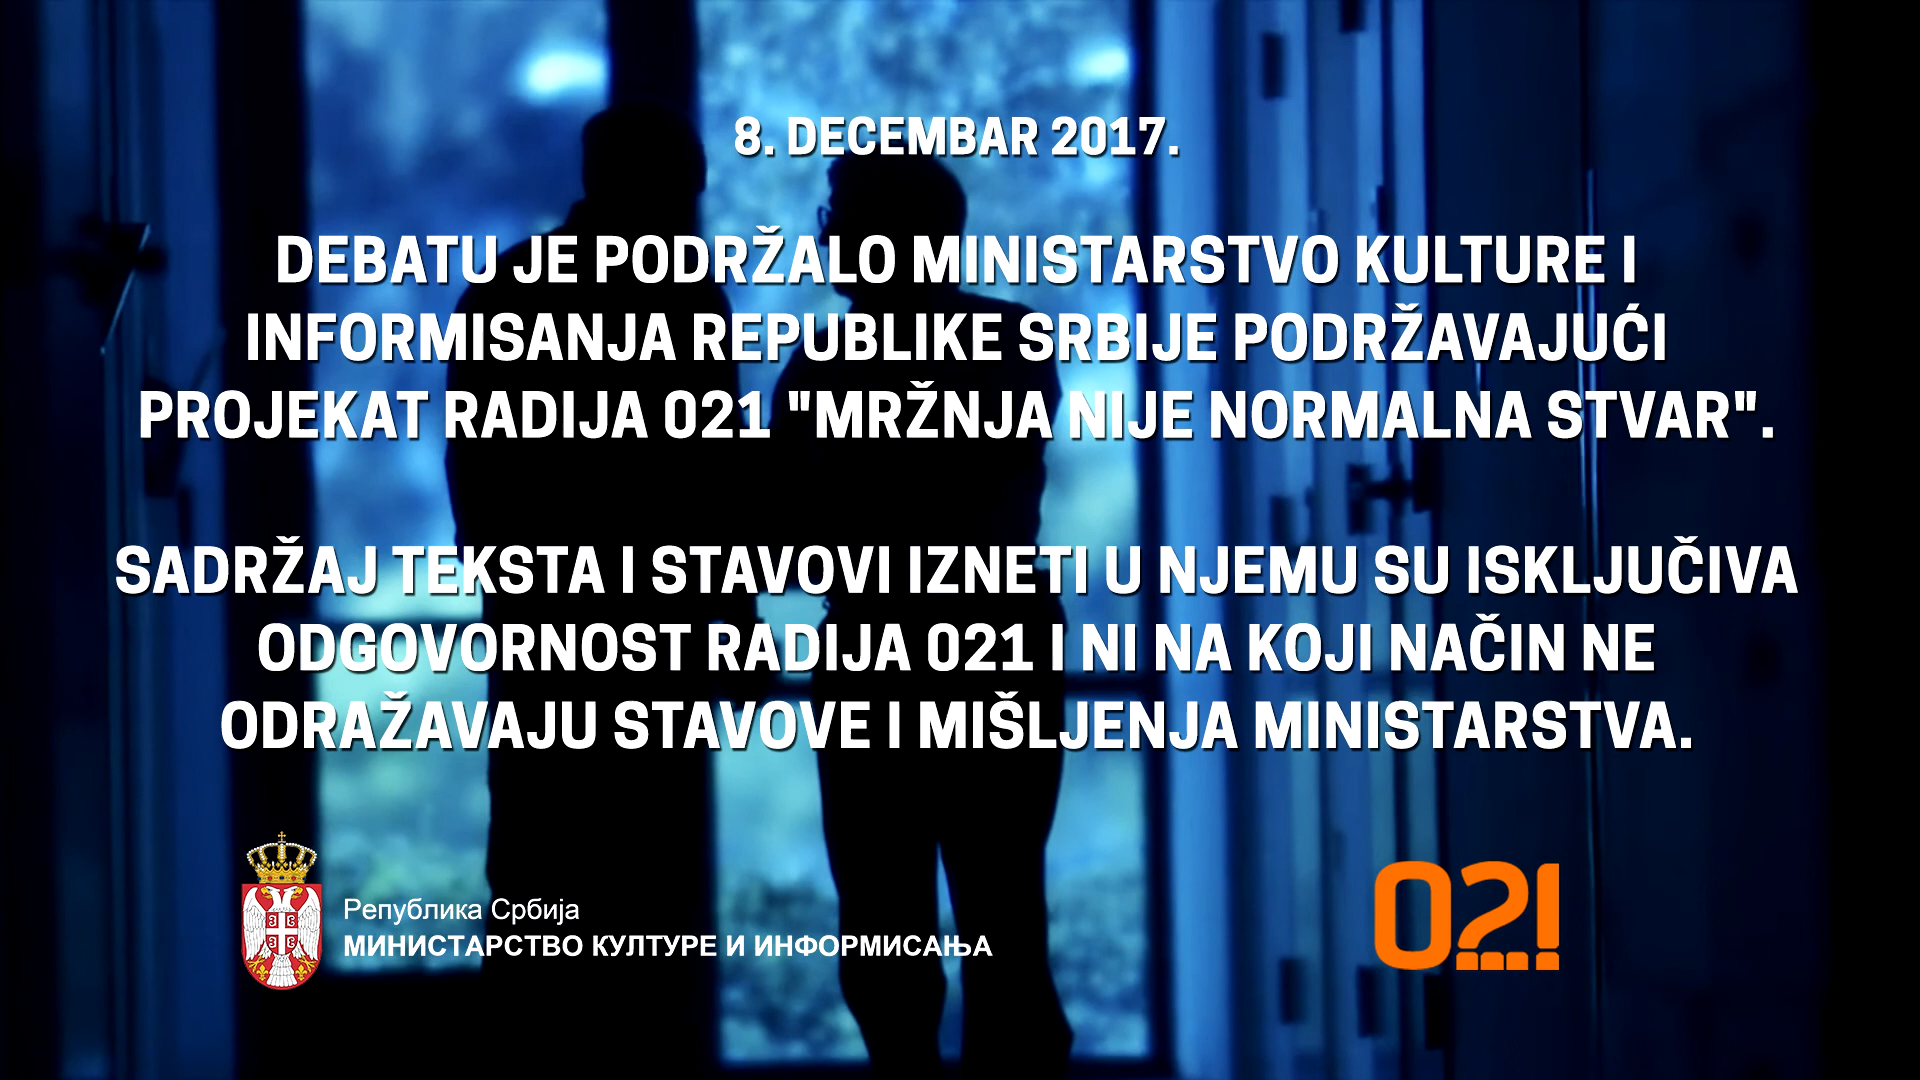 8. DECEMBAR 2017.
DEBATU JE PODRŽALO MINISTARSTVO KULTURE I
INFORMISANJA REPUBLIKE SRBIJE PODRŽAVAJUĆI
PROJEKAT RADIJA 021 "MRŽNJA NIJE NORMALNA STVAR".
SADRŽAJ TEKSTA I STAVOVI IZNETI U NJEMU SU ISKLJUČIVA
ODGOVORNOST RADIJA 021 I NI NA KOJI NAČIN NE
ODRAŽAVAJU STAVOVE I MIŠLJENJA MINISTARSTVA.
Република Србија
МИНИСТАРСТВО КУЛТУРЕ И ИНФОРМИСАЊА
021